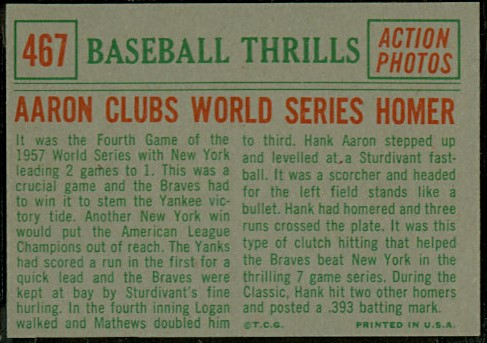 467
BASEBALL THRILLS
ACTION
PHOTOS
AARON CLUBS WORLD SERIES HOMER
It was the Fourth Game of the
1957 World Series with New York
leading 2 games to 1. This was a
crucial game and the Braves had
to win it to stem the Yankee vic-
tory tide. Another New York win
would put the American League
Champions out of reach. The Yanks
had scored a run in the first for a
quick lead and the Braves were
kept at bay by Sturdivant's fine
hurling. In the fourth inning Logan
walked and Mathews doubled him
to third. Hank Aaron stepped up
and levelled at a Sturdivant fast-
ball. It was a scorcher and headed
for the left field stands like a
bullet. Hank had homered and three
runs crossed the plate. It was this
type of clutch hitting that helped
the Braves beat New York in the
thrilling 7 game series. During the
Classic, Hank hit two other homers
and posted a .393 batting mark.
©T.C.G. PRINTED IN U.S.A.